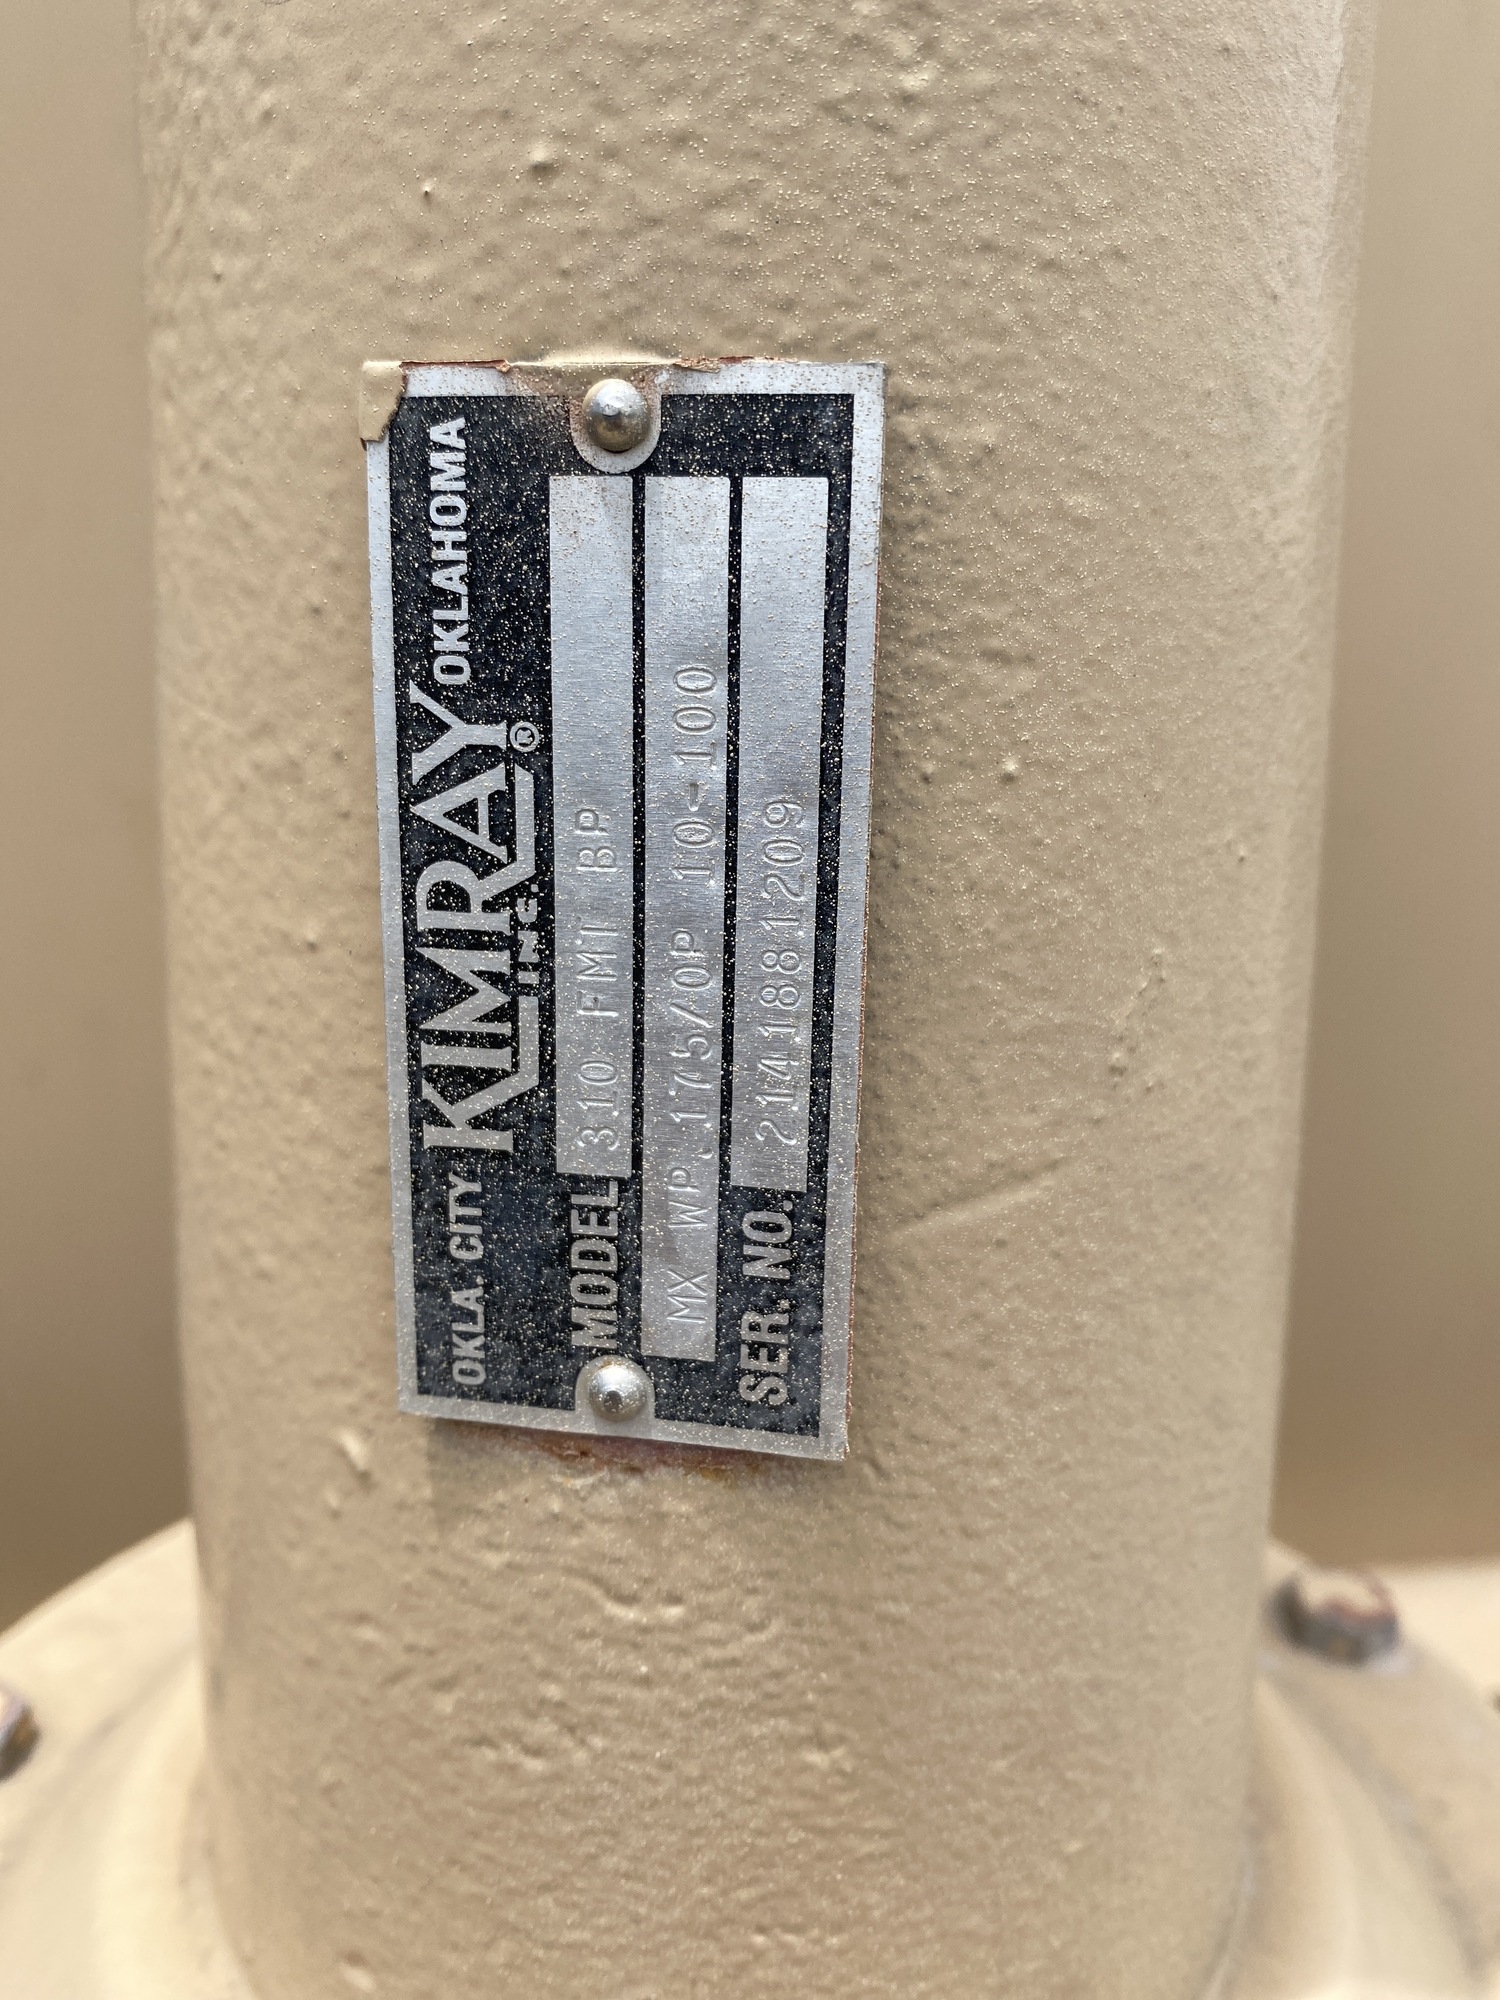 OKLA. CITY KIMRAY® OKLAHOMA
INC.
MODEL 310 FMT BP
MX WP 175/OP 10-100
SER. NO. 2141881209